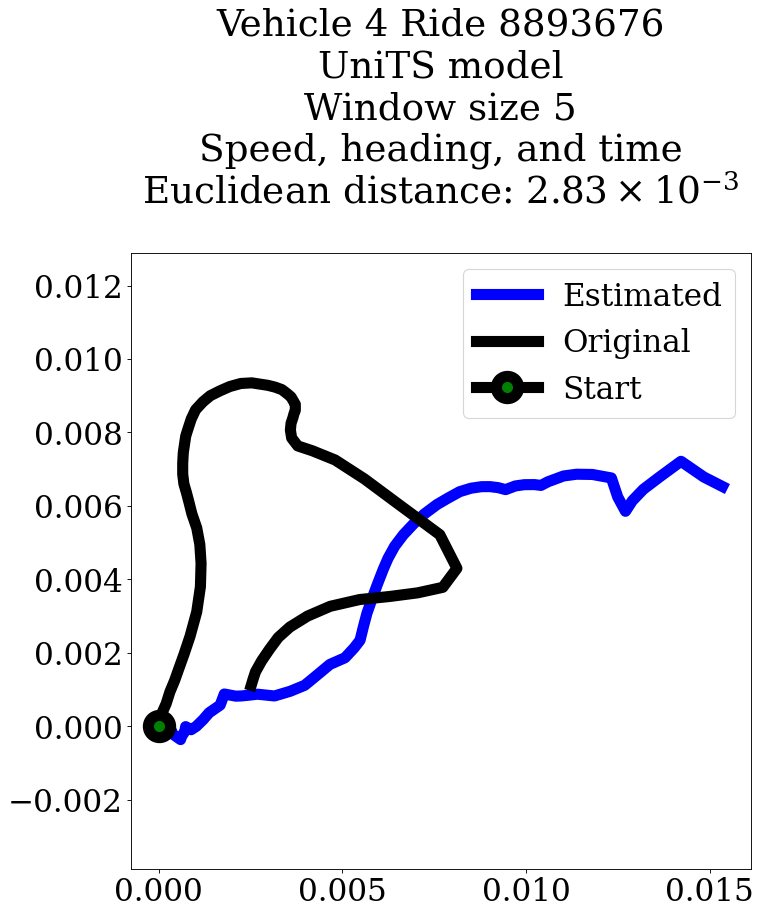 Vehicle 4 Ride 8893676
UniTS model
Window size 5
Speed, heading, and time
Euclidean distance: 2.83 × 10⁻³
Estimated
Original
Start
0.012
0.010
0.008
0.006
0.004
0.002
0.000
−0.002
0.000 0.005 0.010 0.015